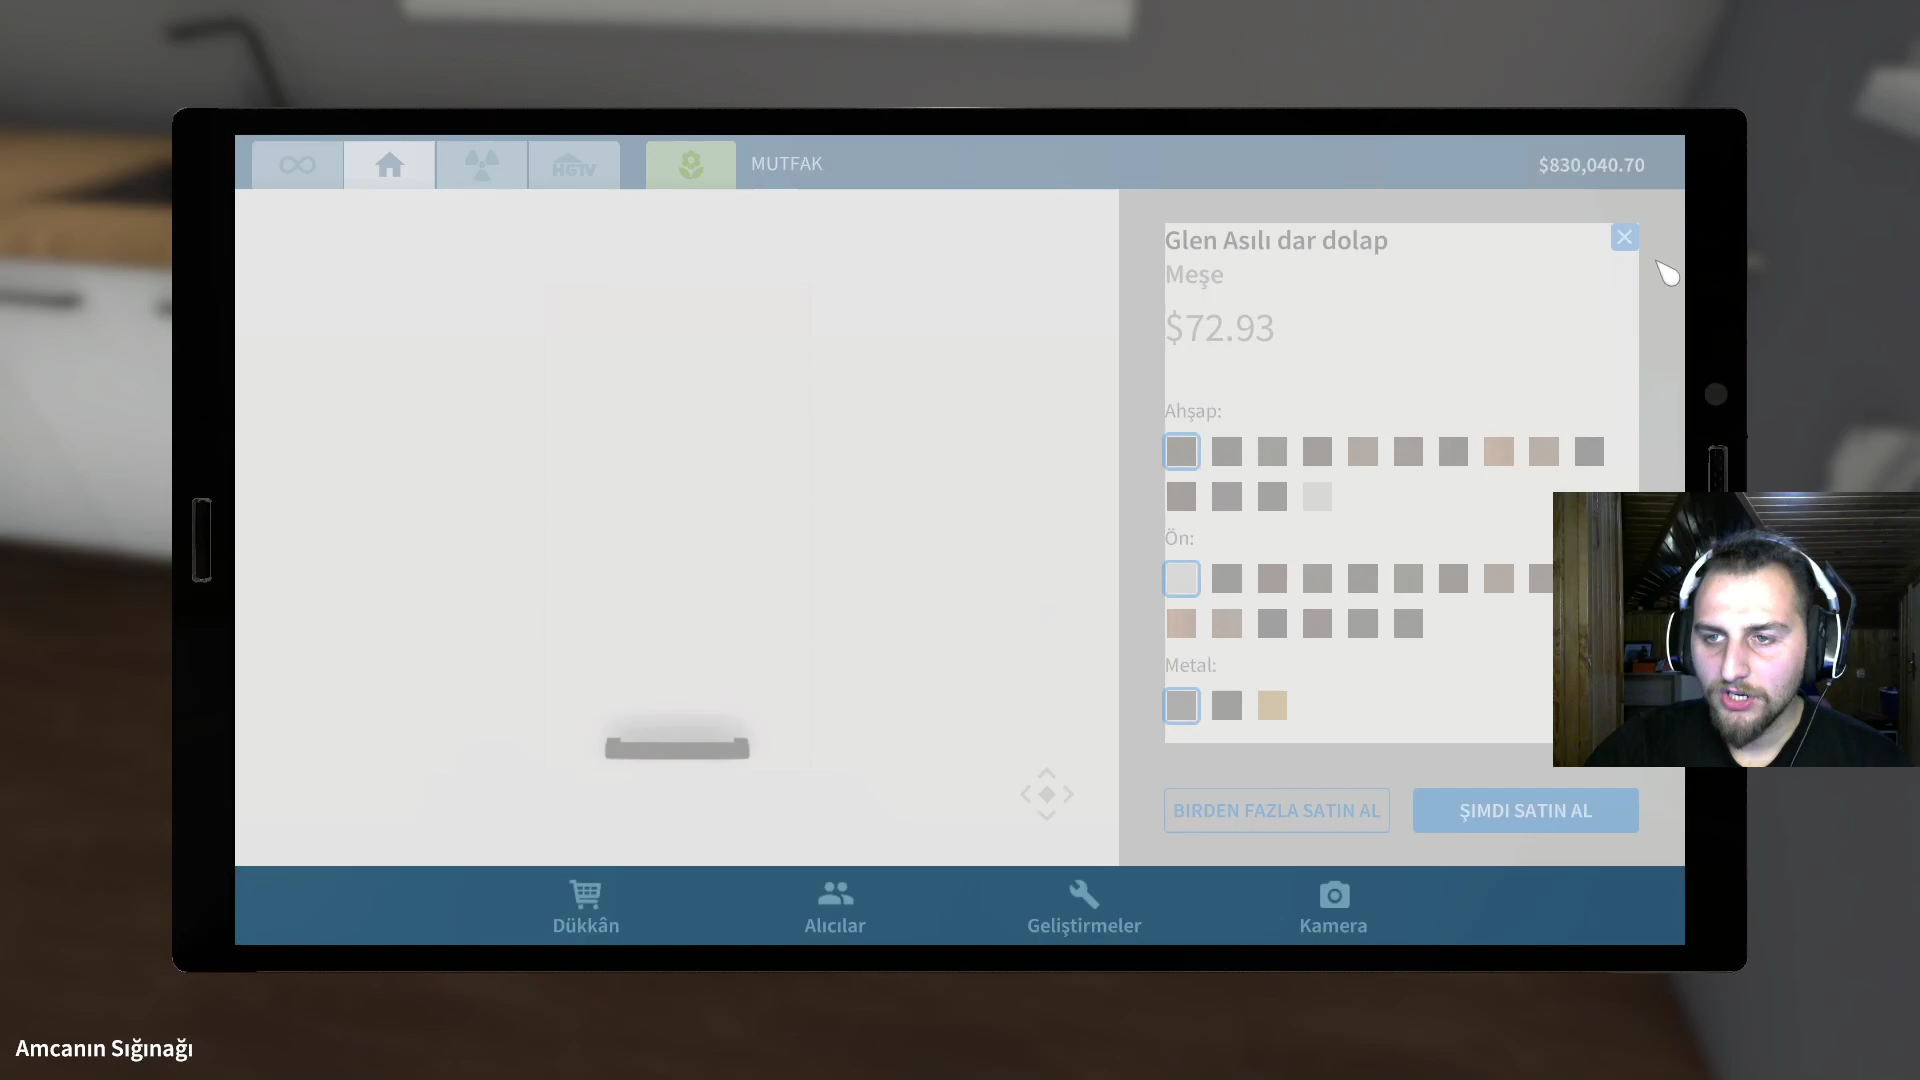 HGTV
MUTFAK
$830,040.70
Glen Asılı dar dolap
Meşe
$72.93
Ahşap:
Ön:
Metal:
BIRDEN FAZLA SATIN AL
ŞIMDI SATIN AL
Dükkân
Alıcılar
Geliştirmeler
Kamera
Amcanın Sığınağı